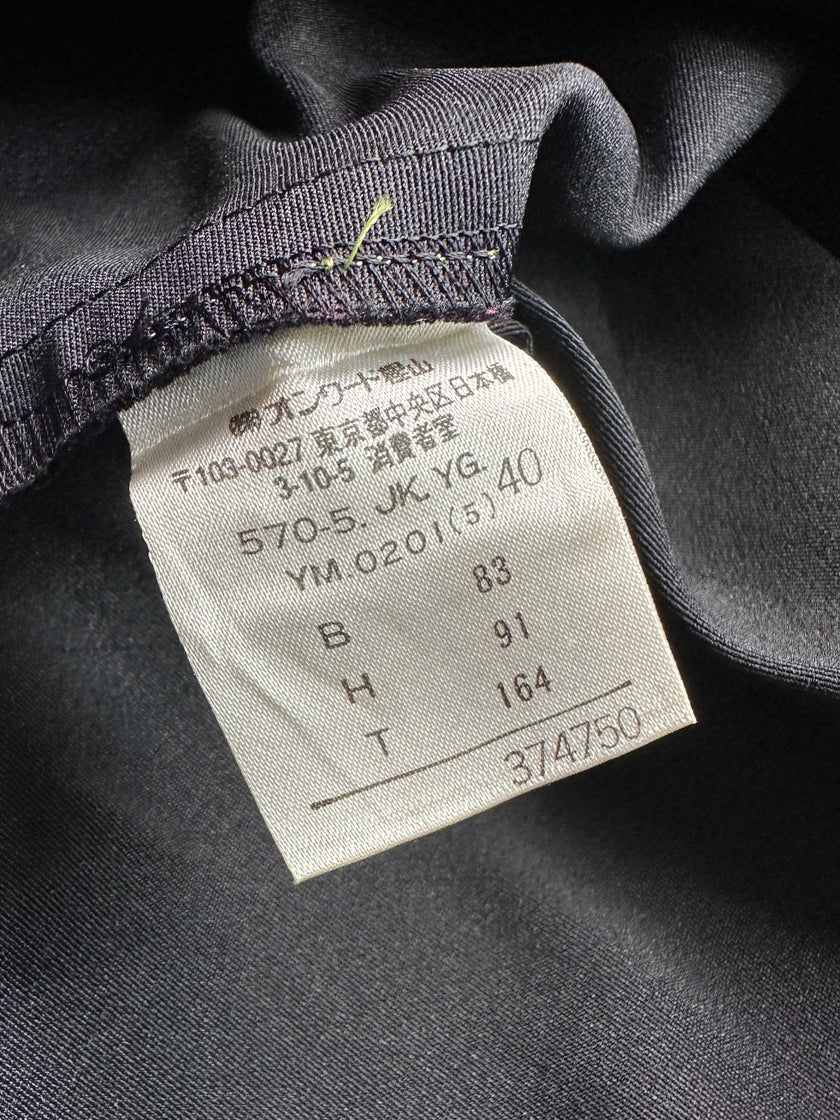 ㈱オンワード樫山
〒103-0027 東京都中央区日本橋
3-10-5 消費者室
570-5. JK. YG. 40
YM.0201(5)
B 83
H 91
T 164
374750